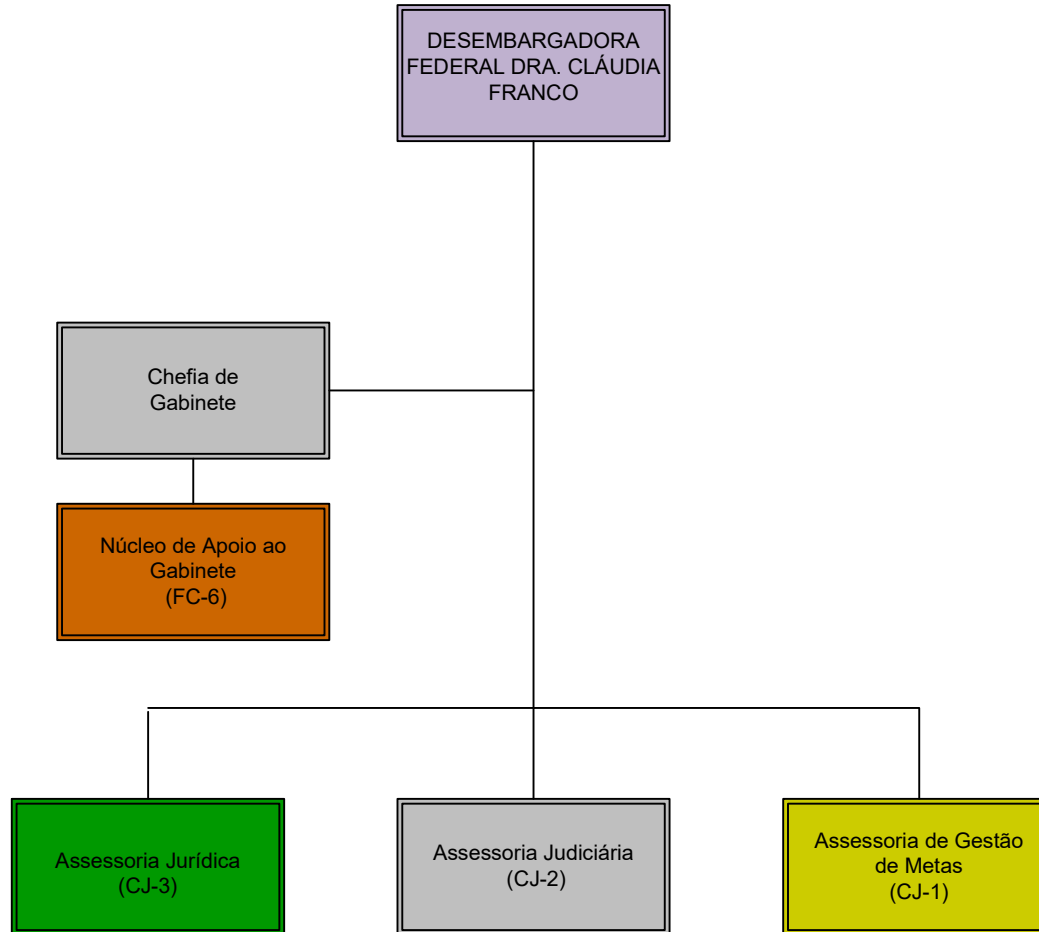 DESEMBARGADORA
FEDERAL DRA. CLÁUDIA
FRANCO
Chefia de
Gabinete
Núcleo de Apoio ao
Gabinete
(FC-6)
Assessoria Jurídica
(CJ-3)
Assessoria Judiciária
(CJ-2)
Assessoria de Gestão
de Metas
(CJ-1)